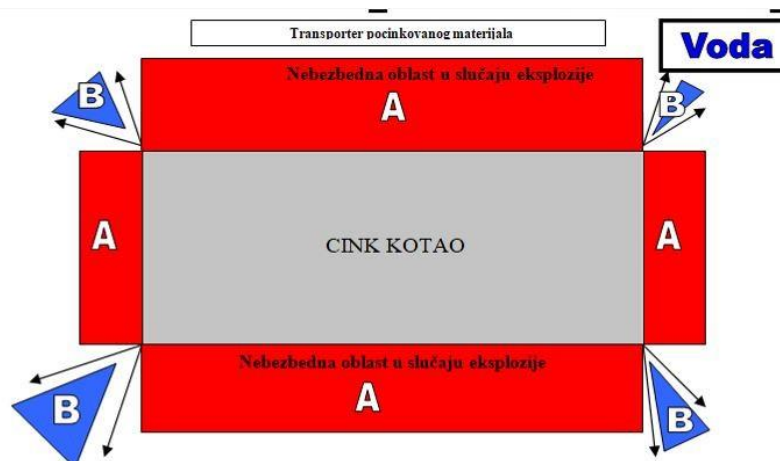 Transporter pocinkovanog materijala
Voda
Nebezbedna oblast u slučaju eksplozije
A
B
B
A
CINK KOTAO
A
Nebezbedna oblast u slučaju eksplozije
A
B
B